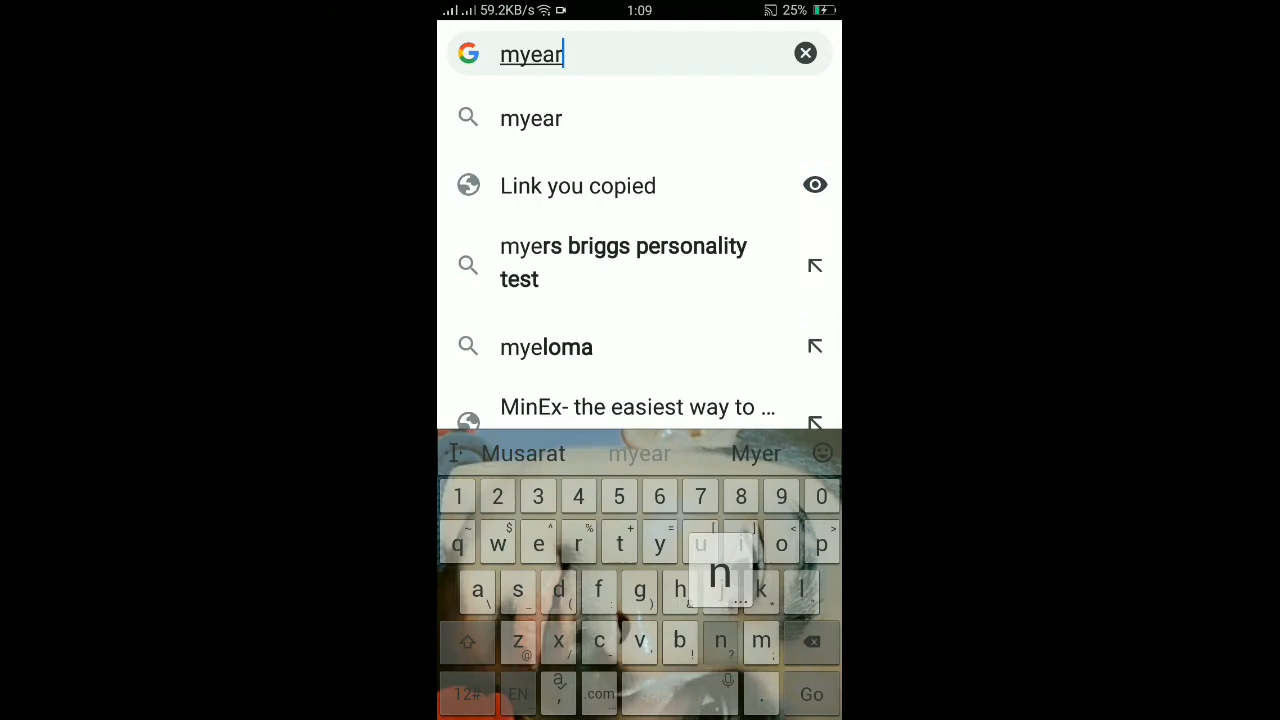 59.2KB/s 1:09 25%
myear
myear
Link you copied
myers briggs personality
test
myeloma
MinEx- the easiest way to ...
Musarat myear Myer
1 2 3 4 5 6 7 8 9 0
~ $ ^ % + = [ ] < >
q w e r t y u i o p
a s d f g h j k l
\ _ ( : ) & *
n
...
z x c v b n m
@ / - ' ! ? ;
12# EN , .com . Go